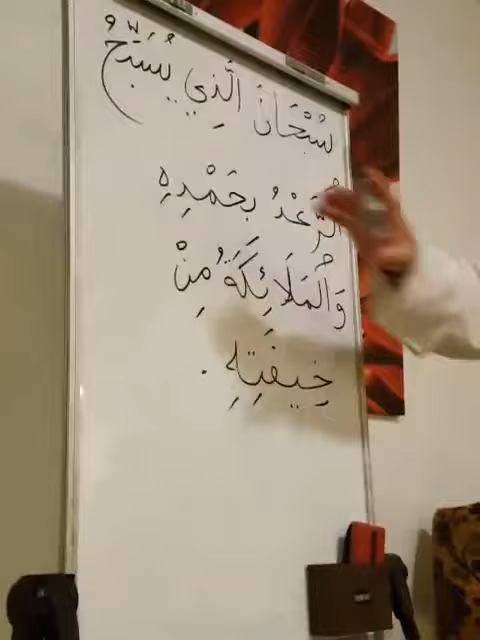 سُبْحَانَ الَّذِي يُسَبِّحُ
الرَّعْدُ بِحَمْدِهِ
وَالْمَلَائِكَةُ مِنْ
خِيفَتِهِ .